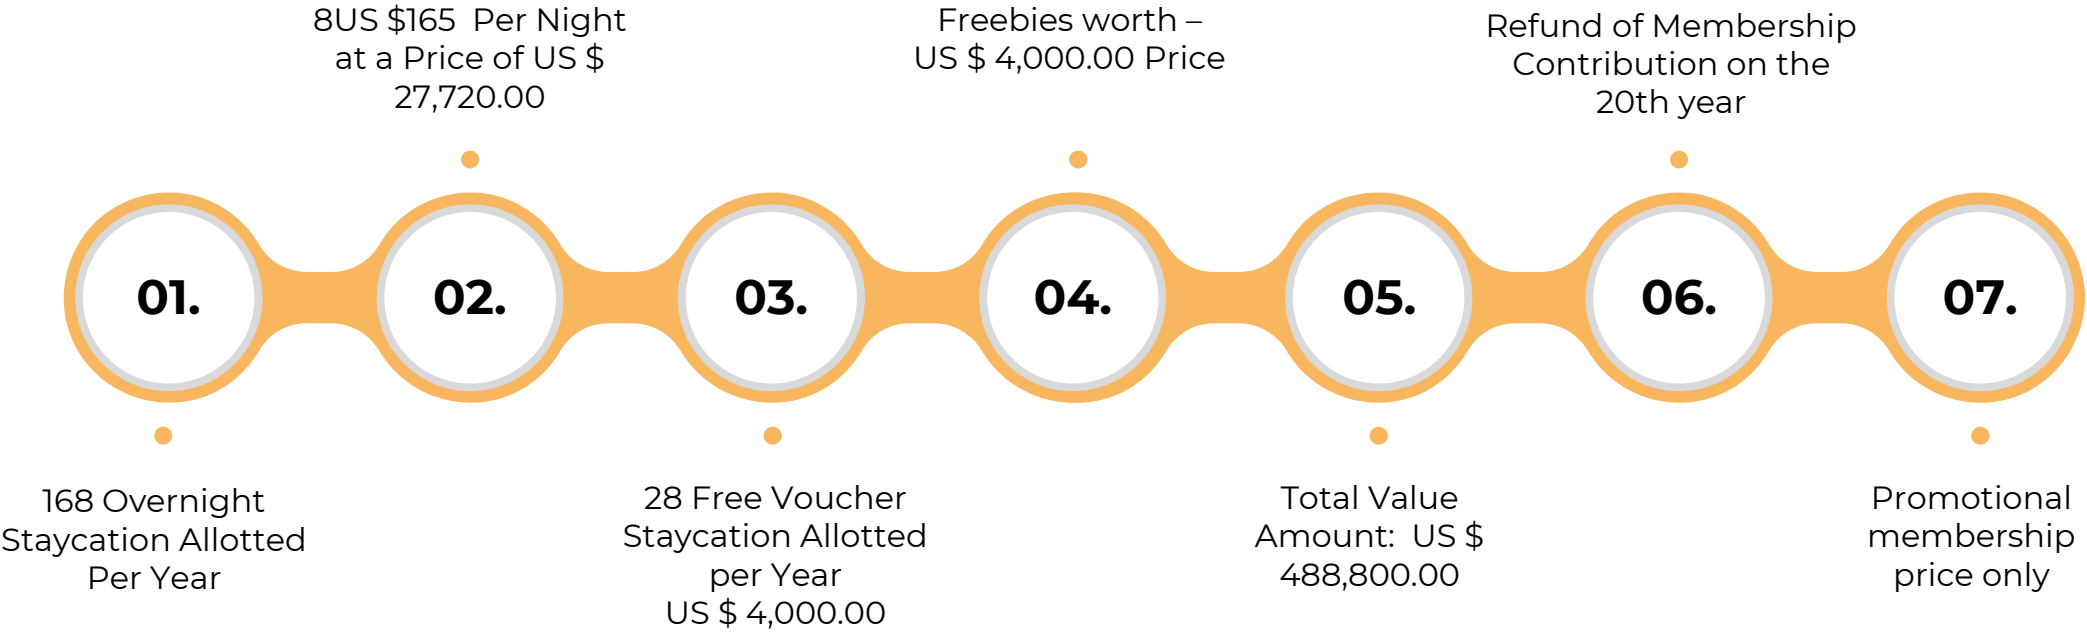 8US $165  Per Night
at a Price of US $
27,720.00
Freebies worth –
US $ 4,000.00 Price
Refund of Membership
Contribution on the
20th year
01.
02.
03.
04.
05.
06.
07.
168 Overnight
Staycation Allotted
Per Year
28 Free Voucher
Staycation Allotted
per Year
US $ 4,000.00
Total Value
Amount:  US $
488,800.00
Promotional
membership
price only